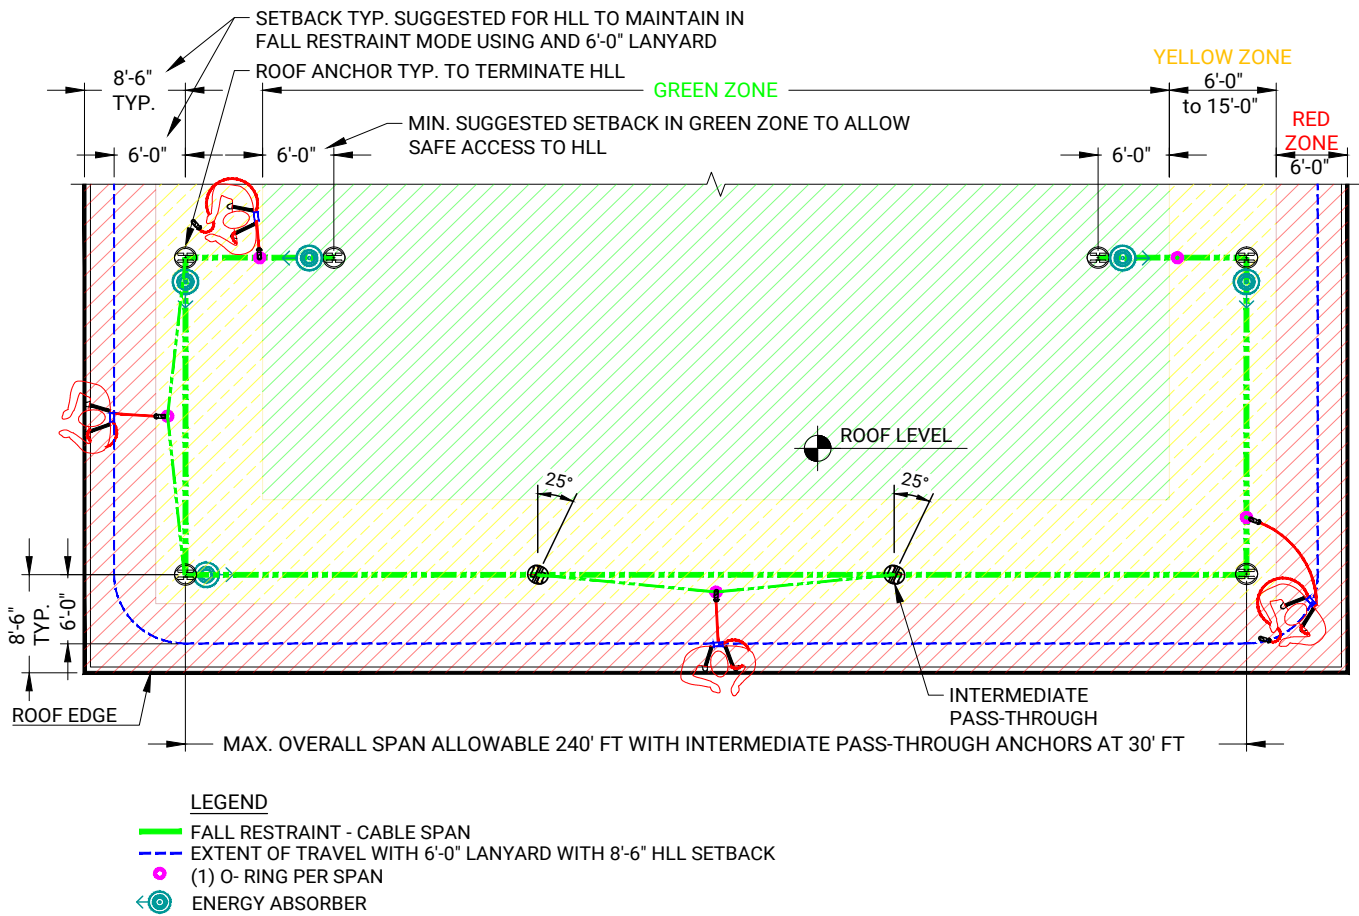 SETBACK TYP. SUGGESTED FOR HLL TO MAINTAIN IN
FALL RESTRAINT MODE USING AND 6'-0" LANYARD
ROOF ANCHOR TYP. TO TERMINATE HLL
8'-6"
TYP.
GREEN ZONE
YELLOW ZONE
6'-0"
to 15'-0"
RED
ZONE
6'-0"
MIN. SUGGESTED SETBACK IN GREEN ZONE TO ALLOW
SAFE ACCESS TO HLL
6'-0"
6'-0"
6'-0"
ROOF LEVEL
25°
25°
8'-6"
TYP.
6'-0"
INTERMEDIATE
PASS-THROUGH
ROOF EDGE
MAX. OVERALL SPAN ALLOWABLE 240' FT WITH INTERMEDIATE PASS-THROUGH ANCHORS AT 30' FT
LEGEND
FALL RESTRAINT - CABLE SPAN
EXTENT OF TRAVEL WITH 6'-0" LANYARD WITH 8'-6" HLL SETBACK
(1) O- RING PER SPAN
ENERGY ABSORBER